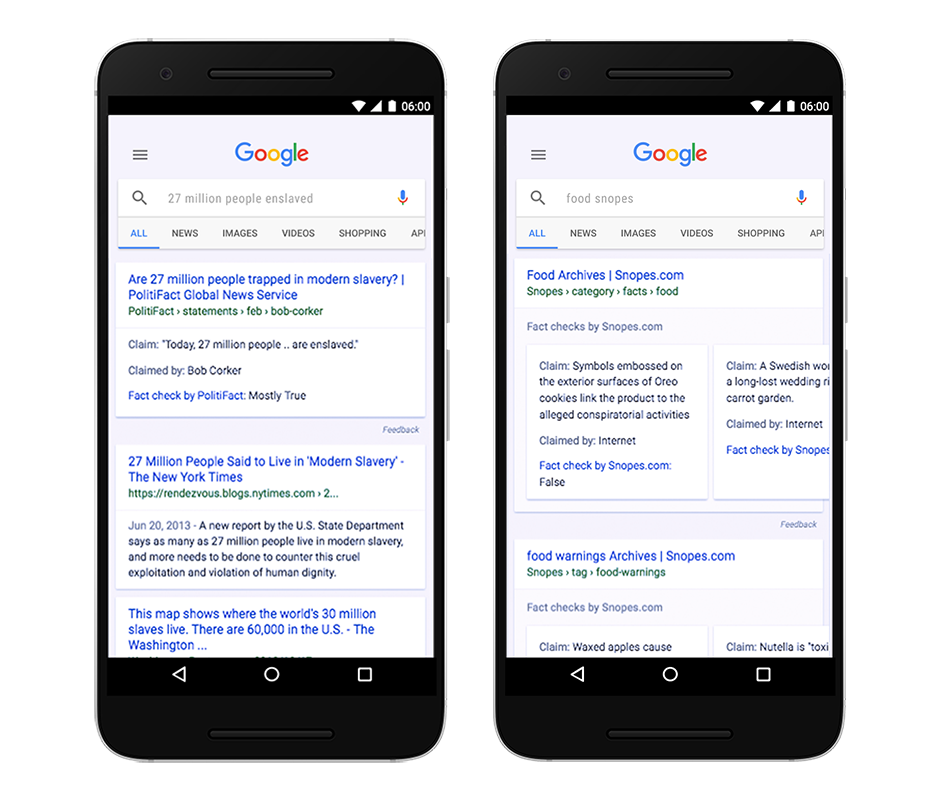 06:00
Google
27 million people enslaved
ALL NEWS IMAGES VIDEOS SHOPPING AP
Are 27 million people trapped in modern slavery? |
PolitiFact Global News Service
PolitiFact › statements › feb › bob-corker
Claim: "Today, 27 million people .. are enslaved."
Claimed by: Bob Corker
Fact check by PolitiFact: Mostly True
Feedback
27 Million People Said to Live in 'Modern Slavery' -
The New York Times
https://rendezvous.blogs.nytimes.com › 2...
Jun 20, 2013 - A new report by the U.S. State Department
says as many as 27 million people live in modern slavery,
and more needs to be done to counter this cruel
exploitation and violation of human dignity.
This map shows where the world's 30 million
slaves live. There are 60,000 in the U.S. - The
Washington ...
06:00
Google
food snopes
ALL NEWS IMAGES VIDEOS SHOPPING AP
Food Archives | Snopes.com
Snopes › category › facts › food
Fact checks by Snopes.com
Claim: Symbols embossed on
the exterior surfaces of Oreo
cookies link the product to the
alleged conspiratorial activities
Claimed by: Internet
Fact check by Snopes.com:
False
Claim: A Swedish wo
a long-lost wedding ri
carrot garden.
Claimed by: Internet
Fact check by Snopes
Feedback
food warnings Archives | Snopes.com
Snopes › tag › food-warnings
Fact checks by Snopes.com
Claim: Waxed apples cause
Claim: Nutella is "toxi